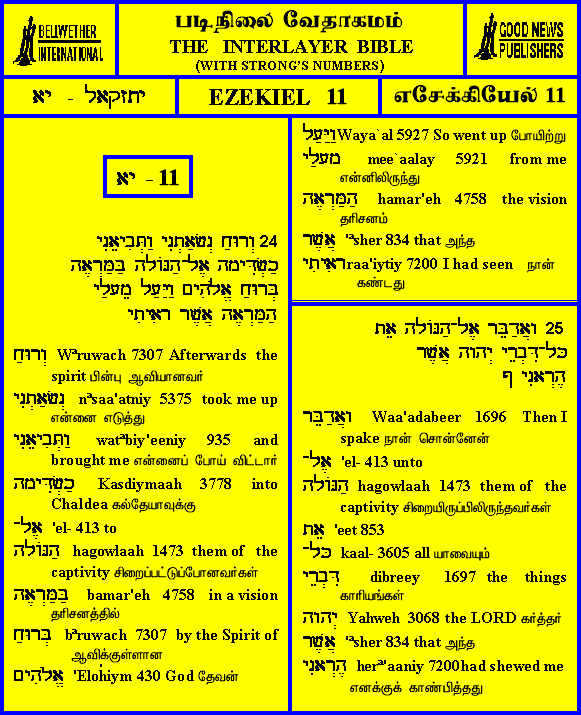 BELLWETHER
INTERNATIONAL
படிநிலை வேதாகமம்
THE INTERLAYER BIBLE
(WITH STRONG'S NUMBERS)
GOOD NEWS
PUBLISHERS
יחזקאל - יא
EZEKIEL 11
எசேக்கியேல் 11
יא - 11
24 וְרוּחַ נְשָׂאַתְנִי וַתְּבִיאֵנִי
כַשְׂדִּימָה אֶל־הַגּוֹלָה בַּמַּרְאֶה
בְּרוּחַ אֱלֹהִים וַיַּעַל מֵעָלַי
הַמַּרְאֶה אֲשֶׁר רָאִיתִי
וְרוּחַ Wᵊruwach 7307 Afterwards the
spirit பின்பு ஆவியானவர்
נְשָׂאַתְנִי nᵊsaa'atniy 5375 took me up
என்னை எடுத்து
וַתְּבִיאֵנִי watᵊbiy'eeniy 935 and
brought me என்னைப் போய் விட்டார்
כַשְׂדִּימָה Kasdiymaah 3778 into
Chaldea கல்தேயாவுக்கு
אֶל־ 'el- 413 to
הַגּוֹלָה hagowlaah 1473 them of the
captivity சிறைப்பட்டுப்போனவர்கள்
בַּמַּרְאֶה bamar'eh 4758 in a vision
தரிசனத்தில்
בְּרוּחַ bᵊruwach 7307 by the Spirit of
ஆவிக்குள்ளான
אֱלֹהִים 'Elohiym 430 God தேவன்
וַיַּעַל Waya`al 5927 So went up போயிற்று
מֵעָלַי mee`aalay 5921 from me
என்னிலிருந்து
הַמַּרְאֶה hamar'eh 4758 the vision
தரிசனம்
אֲשֶׁר 'ᵃsher 834 that அந்த
רָאִיתִי raa'iytiy 7200 I had seen நான்
கண்டது
25 וָאֲדַבֵּר אֶל־הַגּוֹלָה אֵת
כָּל־דִּבְרֵי יְהוָה אֲשֶׁר
הֶרְאָנִי פ
וָאֲדַבֵּר Waa'adabeer 1696 Then I
spake நான் சொன்னேன்
אֶל־ 'el- 413 unto
הַגּוֹלָה hagowlaah 1473 them of the
captivity சிறையிருப்பிலிருந்தவர்கள்
אֵת 'eet 853
כָּל־ kaal- 3605 all யாவையும்
דִּבְרֵי dibreey 1697 the things
காரியங்கள்
יְהוָה Yahweh 3068 the LORD கர்த்தர்
אֲשֶׁר 'ᵃsher 834 that அந்த
הֶרְאָנִי herᵊ'aaniy 7200 had shewed me
எனக்குக் காண்பித்தது